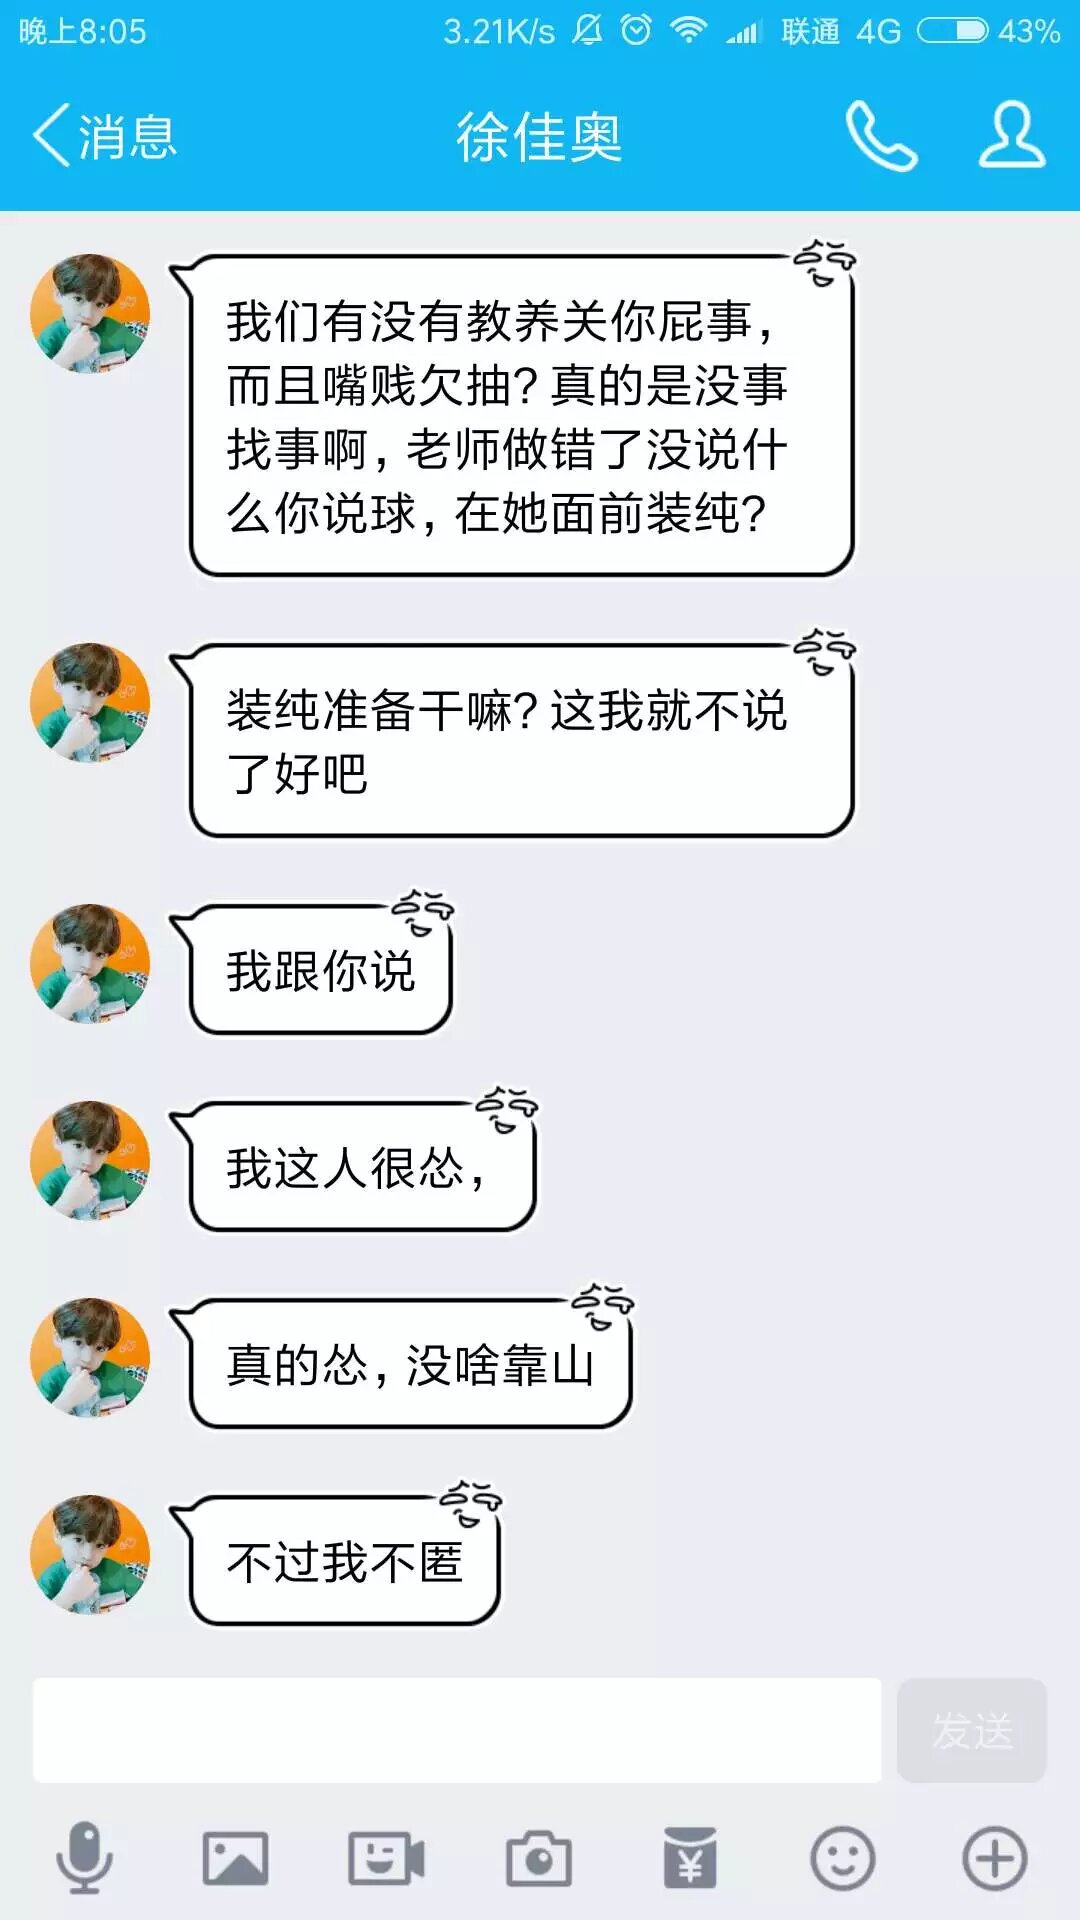 晚上8:05 3.21K/s 联通 4G 43%
消息 徐佳奥
我们有没有教养关你屁事，
而且嘴贱欠抽？真的是没事
找事啊，老师做错了没说什
么你说球，在她面前装纯？
装纯准备干嘛？这我就不说
了好吧
我跟你说
我这人很怂，
真的怂，没啥靠山
不过我不匿
发送